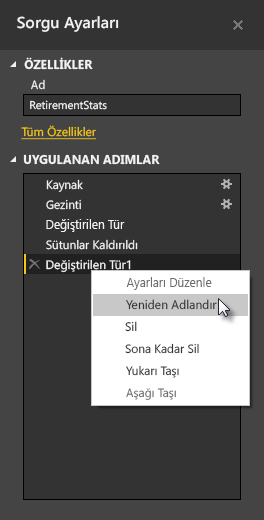 Sorgu Ayarları
ÖZELLİKLER
Ad
RetirementStats
Tüm Özellikler
UYGULANAN ADIMLAR
Kaynak
Gezinti
Değiştirilen Tür
Sütunlar Kaldırıldı
Değiştirilen Tür1
Ayarları Düzenle
Yeniden Adlandır
Sil
Sona Kadar Sil
Yukarı Taşı
Aşağı Taşı